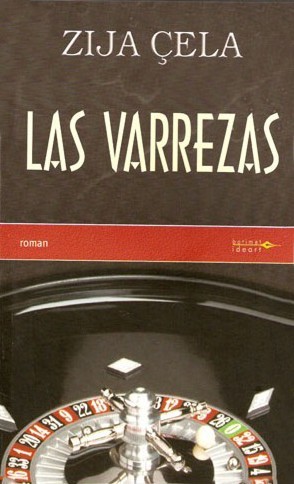 ZIJA ÇELA
LAS VARREZAS
roman
botimet
ideart